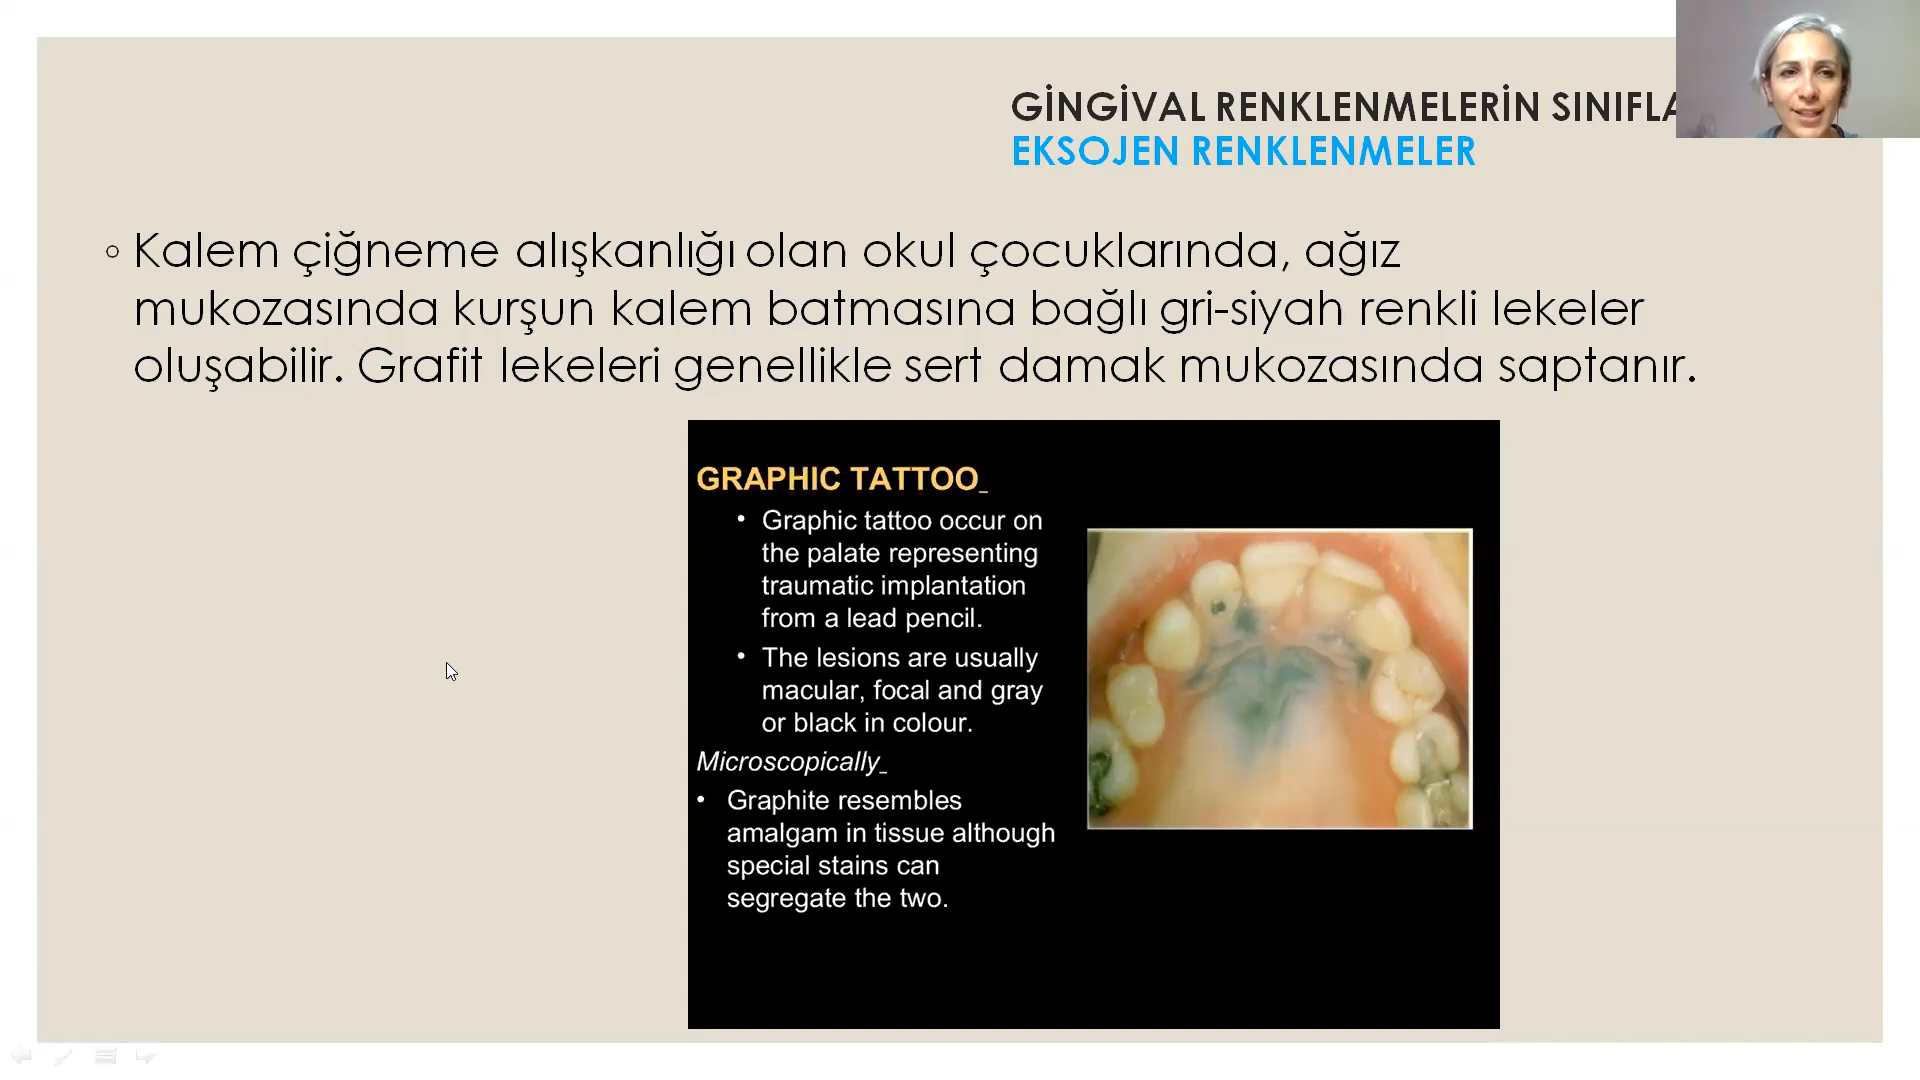 GİNGİVAL RENKLENMELERİN
EKSOJEN RENKLENMELER
◦ Kalem çiğneme alışkanlığı olan okul çocuklarında, ağız
mukozasında kurşun kalem batmasına bağlı gri-siyah renkli lekeler
oluşabilir. Grafit lekeleri genellikle sert damak mukozasında saptanır.
GRAPHIC TATTOO
• Graphic tattoo occur on
the palate representing
traumatic implantation
from a lead pencil.
• The lesions are usually
macular, focal and gray
or black in colour.
Microscopically
• Graphite resembles
amalgam in tissue although
special stains can
segregate the two.